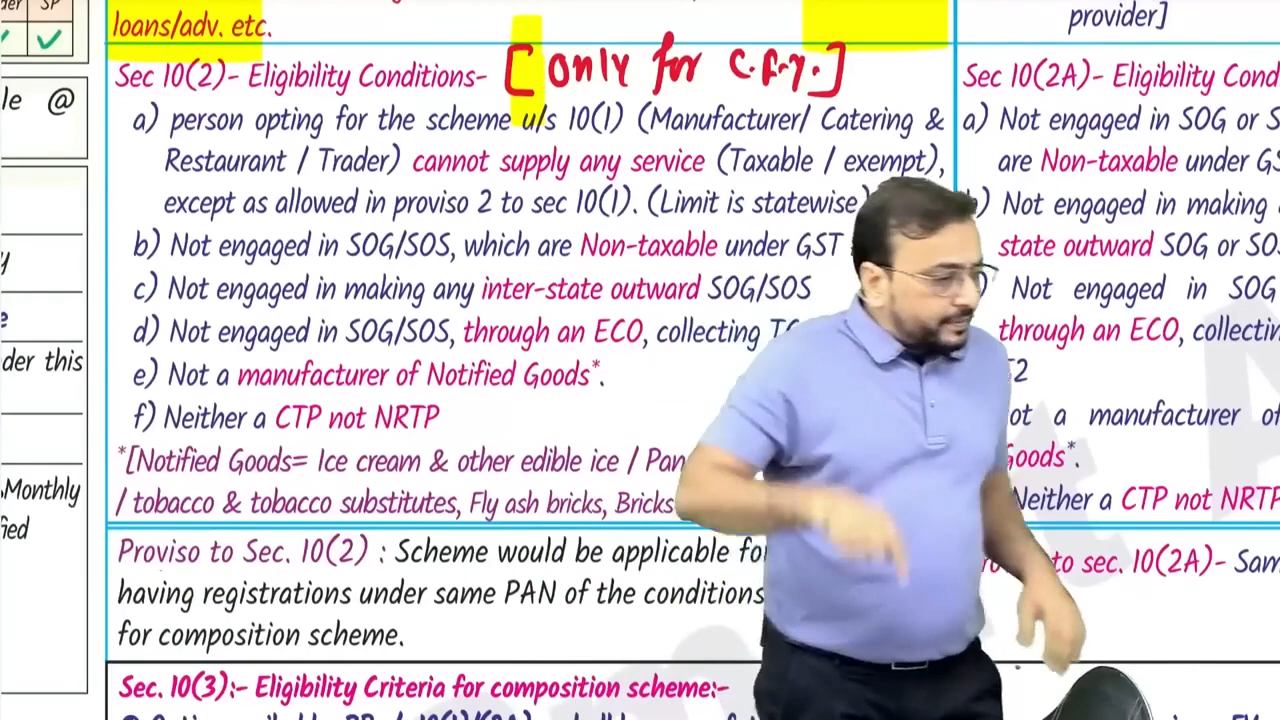 der SP
loans/adv. etc.
provider]
le @
Sec 10(2)- Eligibility Conditions- [only for C.F.Y.]
a) person opting for the scheme u/s 10(1) (Manufacturer/ Catering &
Restaurant / Trader) cannot supply any service (Taxable / exempt),
except as allowed in proviso 2 to sec 10(1). (Limit is statewise
b) Not engaged in SOG/SOS, which are Non-taxable under GST
c) Not engaged in making any inter-state outward SOG/SOS
d) Not engaged in SOG/SOS, through an ECO, collecting
e) Not a manufacturer of Notified Goods*.
f) Neither a CTP not NRTP
*[Notified Goods= Ice cream & other edible ice / Pan
/ tobacco & tobacco substitutes, Fly ash bricks, Bricks
Proviso to Sec. 10(2) : Scheme would be applicable for
having registrations under same PAN of the conditions
for composition scheme.
Sec. 10(3):- Eligibility Criteria for composition scheme:-
der this
Monthly
Sec 10(2A)- Eligibility Cond
a) Not engaged in SOG or S
are Non-taxable under GS
) Not engaged in making
state outward SOG or SO
) Not engaged in SOG
through an ECO, collectin
ot a manufacturer of
Goods*.
Neither a CTP not NRTP
to sec. 10(2A)- Sam